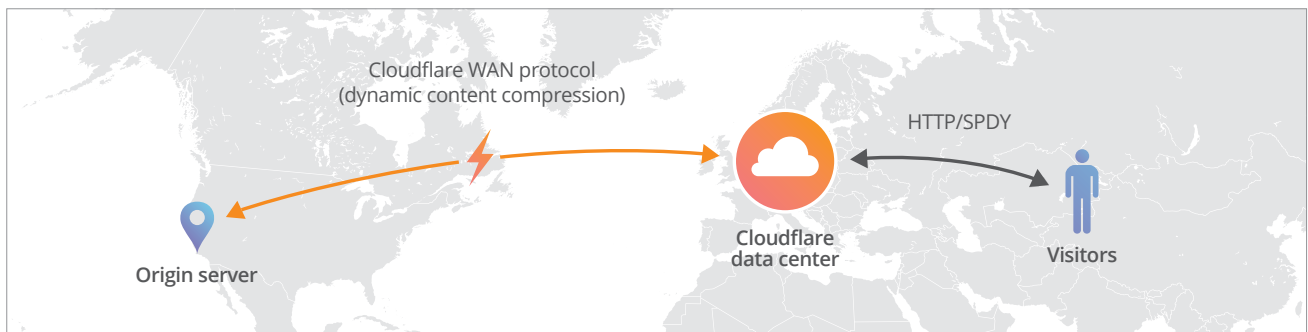 Cloudflare WAN protocol
(dynamic content compression)
HTTP/SPDY
Origin server
Cloudflare
data center
Visitors